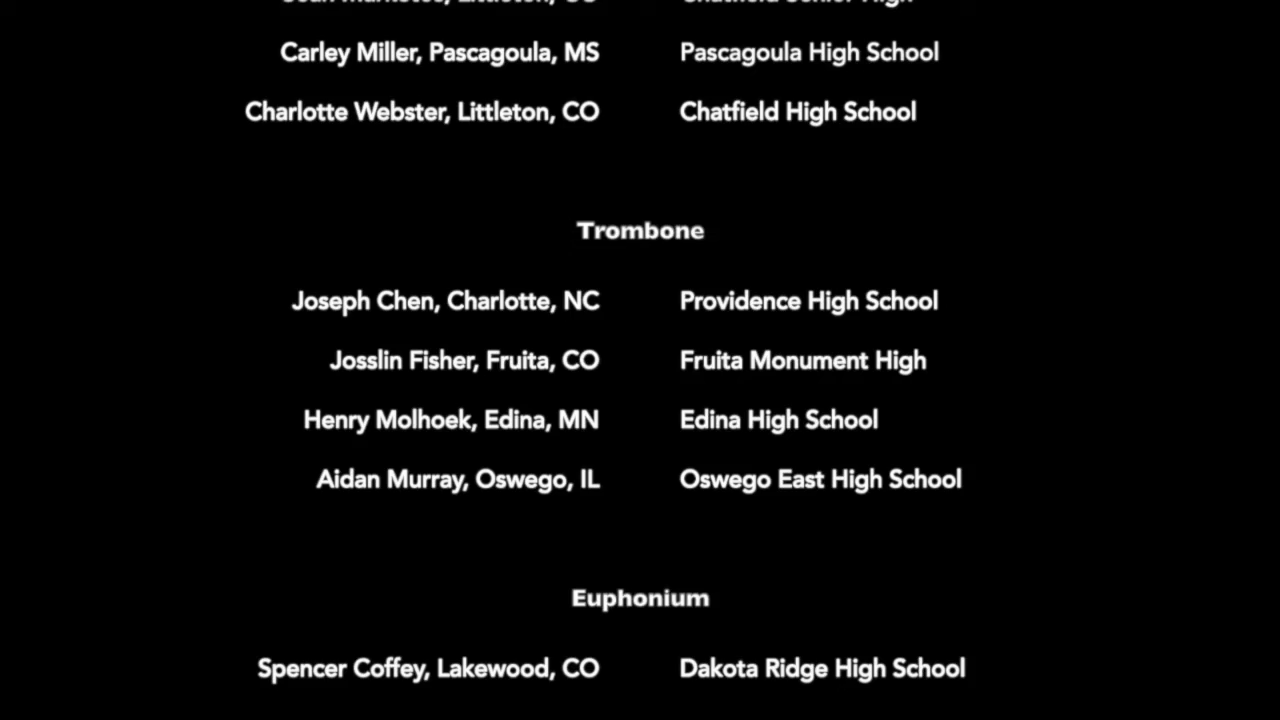 Carley Miller, Pascagoula, MS Pascagoula High School
Charlotte Webster, Littleton, CO Chatfield High School
Trombone
Joseph Chen, Charlotte, NC Providence High School
Josslin Fisher, Fruita, CO Fruita Monument High
Henry Molhoek, Edina, MN Edina High School
Aidan Murray, Oswego, IL Oswego East High School
Euphonium
Spencer Coffey, Lakewood, CO Dakota Ridge High School